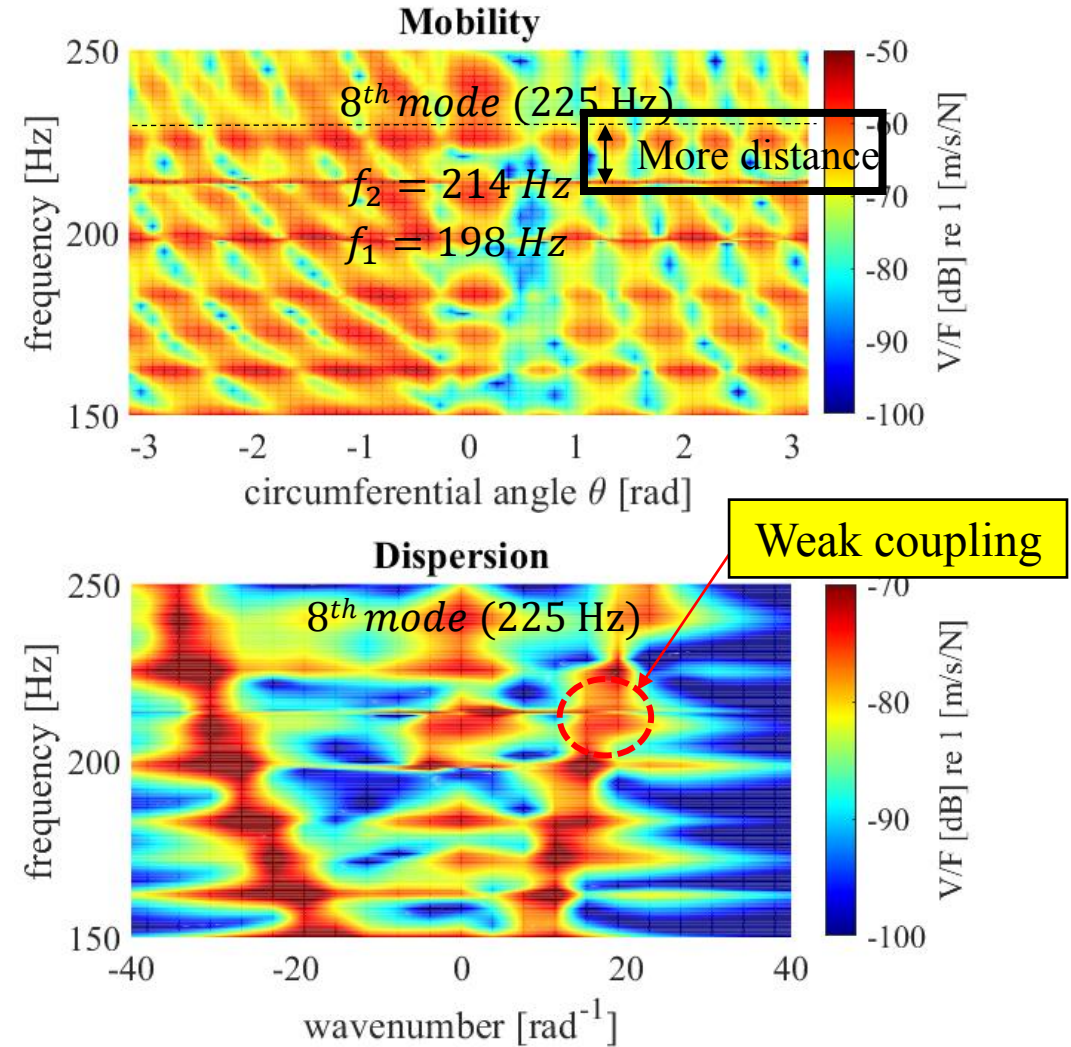 Mobility
250
200
150
frequency [Hz]
8th mode (225 Hz)
More distance
f2 = 214 Hz
f1 = 198 Hz
-3 -2 -1 0 1 2 3
circumferential angle θ [rad]
-50
-60
-70
-80
-90
-100
V/F [dB] re 1 [m/s/N]
Weak coupling
Dispersion
250
200
150
frequency [Hz]
8th mode (225 Hz)
-40 -20 0 20 40
wavenumber [rad-1]
-70
-80
-90
-100
V/F [dB] re 1 [m/s/N]